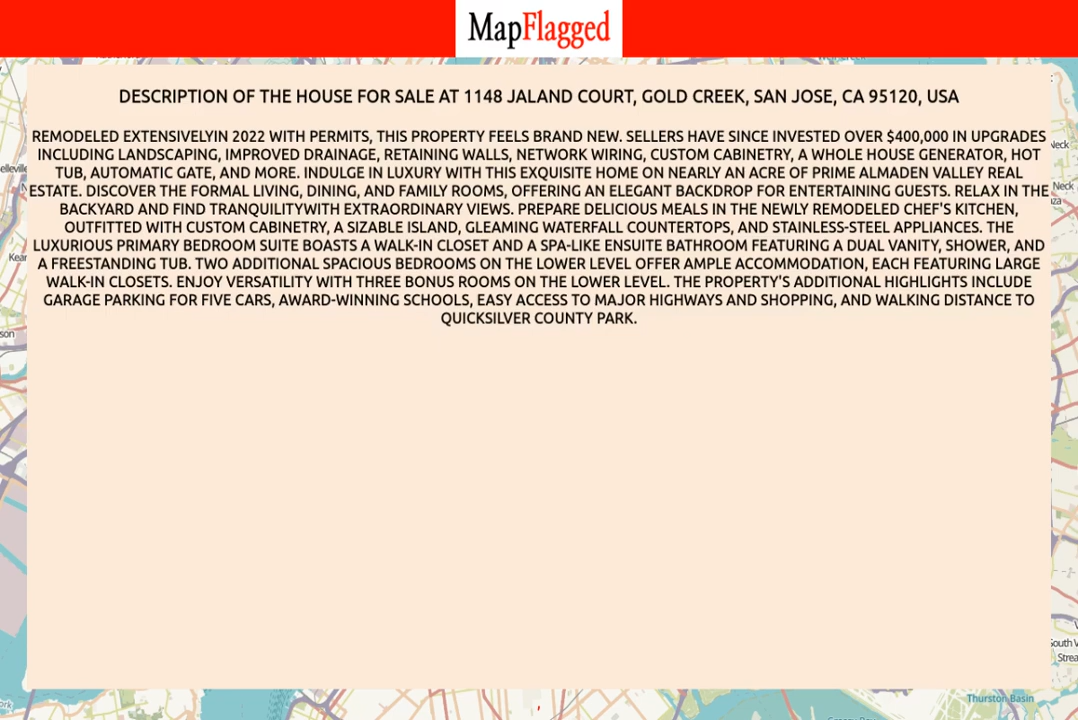 MapFlagged
DESCRIPTION OF THE HOUSE FOR SALE AT 1148 JALAND COURT, GOLD CREEK, SAN JOSE, CA 95120, USA
REMODELED EXTENSIVELYIN 2022 WITH PERMITS, THIS PROPERTY FEELS BRAND NEW. SELLERS HAVE SINCE INVESTED OVER $400,000 IN UPGRADES
INCLUDING LANDSCAPING, IMPROVED DRAINAGE, RETAINING WALLS, NETWORK WIRING, CUSTOM CABINETRY, A WHOLE HOUSE GENERATOR, HOT
TUB, AUTOMATIC GATE, AND MORE. INDULGE IN LUXURY WITH THIS EXQUISITE HOME ON NEARLY AN ACRE OF PRIME ALMADEN VALLEY REAL
ESTATE. DISCOVER THE FORMAL LIVING, DINING, AND FAMILY ROOMS, OFFERING AN ELEGANT BACKDROP FOR ENTERTAINING GUESTS. RELAX IN THE
BACKYARD AND FIND TRANQUILITYWITH EXTRAORDINARY VIEWS. PREPARE DELICIOUS MEALS IN THE NEWLY REMODELED CHEF'S KITCHEN,
OUTFITTED WITH CUSTOM CABINETRY, A SIZABLE ISLAND, GLEAMING WATERFALL COUNTERTOPS, AND STAINLESS-STEEL APPLIANCES. THE
LUXURIOUS PRIMARY BEDROOM SUITE BOASTS A WALK-IN CLOSET AND A SPA-LIKE ENSUITE BATHROOM FEATURING A DUAL VANITY, SHOWER, AND
A FREESTANDING TUB. TWO ADDITIONAL SPACIOUS BEDROOMS ON THE LOWER LEVEL OFFER AMPLE ACCOMMODATION, EACH FEATURING LARGE
WALK-IN CLOSETS. ENJOY VERSATILITY WITH THREE BONUS ROOMS ON THE LOWER LEVEL. THE PROPERTY'S ADDITIONAL HIGHLIGHTS INCLUDE
GARAGE PARKING FOR FIVE CARS, AWARD-WINNING SCHOOLS, EASY ACCESS TO MAJOR HIGHWAYS AND SHOPPING, AND WALKING DISTANCE TO
QUICKSILVER COUNTY PARK.
Neck
Neck
South V
Strea
Thurston Basin